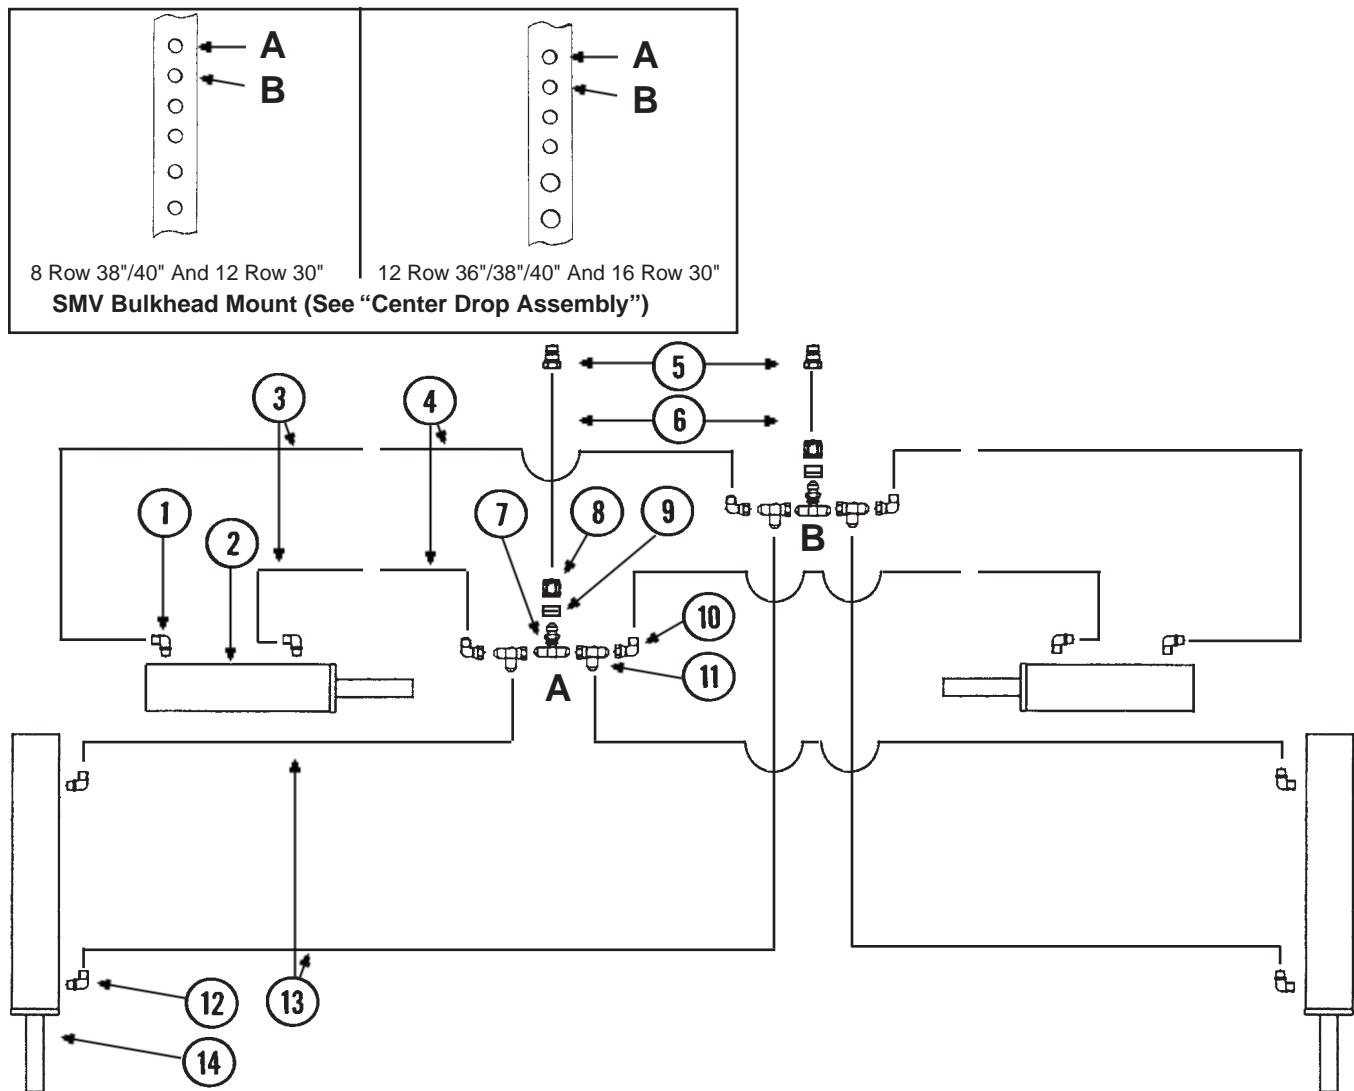 A
B
A
B
8 Row 38"/40" And 12 Row 30"
12 Row 36"/38"/40" And 16 Row 30"
SMV Bulkhead Mount (See “Center Drop Assembly”)
5
3
4
6
1
7
8
9
2
B
10
A
11
12
13
14